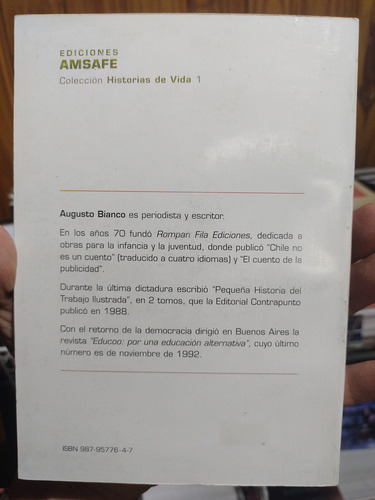 EDICIONES
AMSAFE
Colección Historias de Vida 1
Augusto Bianco es periodista y escritor.
En los años 70 fundó Rompan Fila Ediciones, dedicada a
obras para la infancia y la juventud, donde publicó "Chile no
es un cuento" (traducido a cuatro idiomas) y "El cuento de la
publicidad".
Durante la última dictadura escribió "Pequeña Historia del
Trabajo Ilustrada", en 2 tomos, que la Editorial Contrapunto
publicó en 1988.
Con el retorno de la democracia dirigió en Buenos Aires la
revista "Educoo: por una educación alternativa", cuyo último
número es de noviembre de 1992.
ISBN 987-95776-4-7